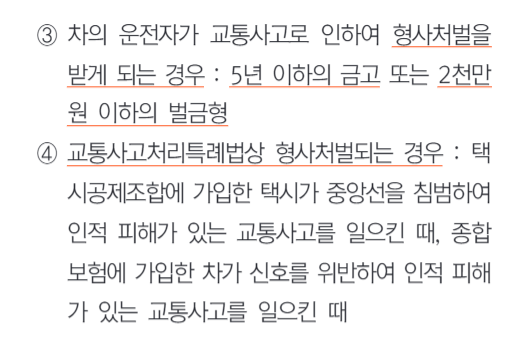 ③ 차의 운전자가 교통사고로 인하여 형사처벌을
받게 되는 경우 : 5년 이하의 금고 또는 2천만
원 이하의 벌금형
④ 교통사고처리특례법상 형사처벌되는 경우 : 택
시공제조합에 가입한 택시가 중앙선을 침범하여
인적 피해가 있는 교통사고를 일으킨 때, 종합
보험에 가입한 차가 신호를 위반하여 인적 피해
가 있는 교통사고를 일으킨 때